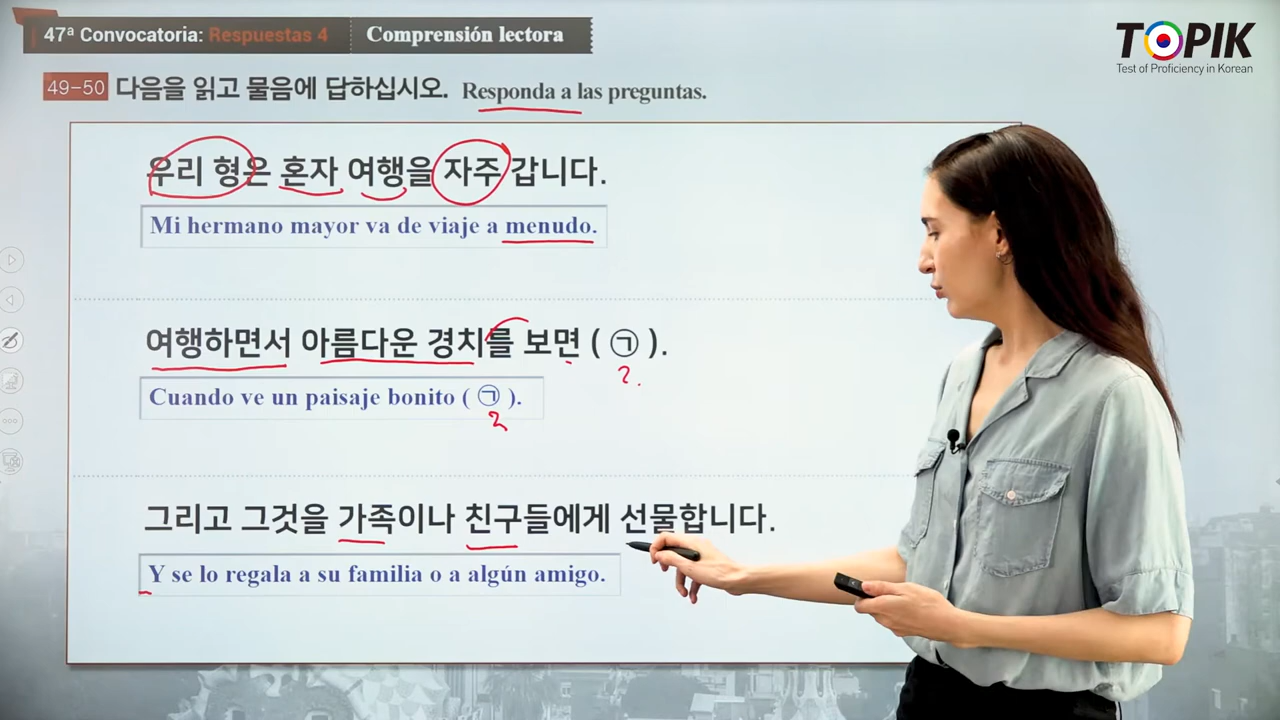 47ª Convocatoria: Respuestas 4 Comprensión lectora
TOPIK
Test of Proficiency in Korean
49-50 다음을 읽고 물음에 답하십시오. Responda a las preguntas.
우리 형은 혼자 여행을 자주 갑니다.
Mi hermano mayor va de viaje a menudo.
여행하면서 아름다운 경치를 보면 ( ㉠ ).
?
Cuando ve un paisaje bonito ( ㉠ ).
?
그리고 그것을 가족이나 친구들에게 선물합니다.
Y se lo regala a su familia o a algún amigo.